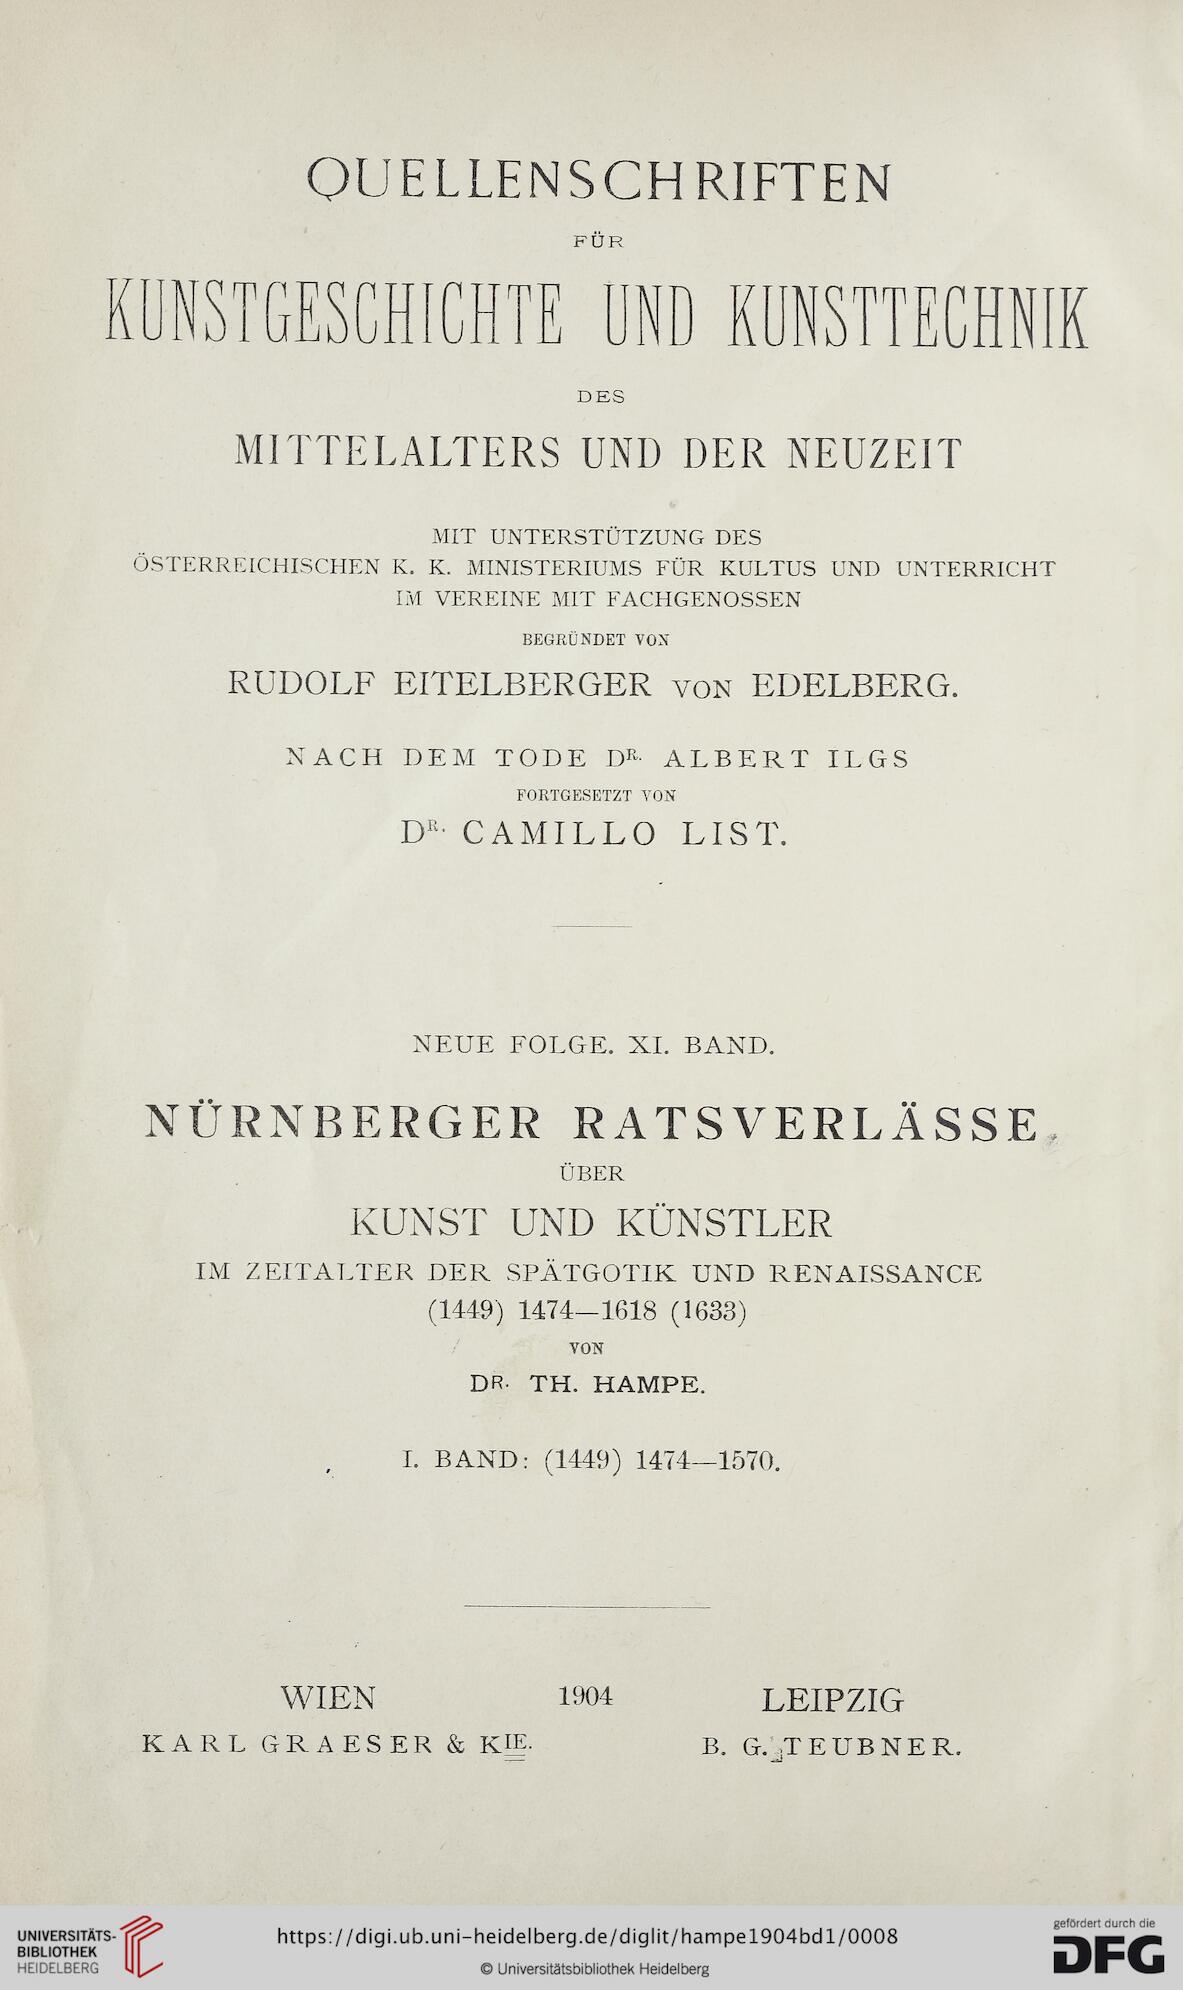 QUELLENSCHRIFTEN
FÜR
KUNSTGESCHICHTE UND KUNSTTECHNIK
DES
MITTELALTERS UND DER NEUZEIT
MIT UNTERSTÜTZUNG DES
ÖSTERREICHISCHEN K. K. MINISTERIUMS FÜR KULTUS UND UNTERRICHT
IM VEREINE MIT FACHGENOSSEN
BEGRÜNDET VON
RUDOLF EITELBERGER VON EDELBERG.
NACH DEM TODE DR. ALBERT ILGS
FORTGESETZT VON
DR. CAMILLO LIST.
NEUE FOLGE. XI. BAND.
NÜRNBERGER RATSVERLÄSSE
ÜBER
KUNST UND KÜNSTLER
IM ZEITALTER DER SPÄTGOTIK UND RENAISSANCE
(1449) 1474—1618 (1633)
VON
DR. TH. HAMPE.
I. BAND: (1449) 1474—1570.
WIEN 1904 LEIPZIG
KARL GRAESER & KIE. B. G. TEUBNER.
UNIVERSITÄTS-
BIBLIOTHEK
HEIDELBERG
https://digi.ub.uni-heidelberg.de/diglit/hampe1904bd1/0008
© Universitätsbibliothek Heidelberg
gefördert durch die
DFG